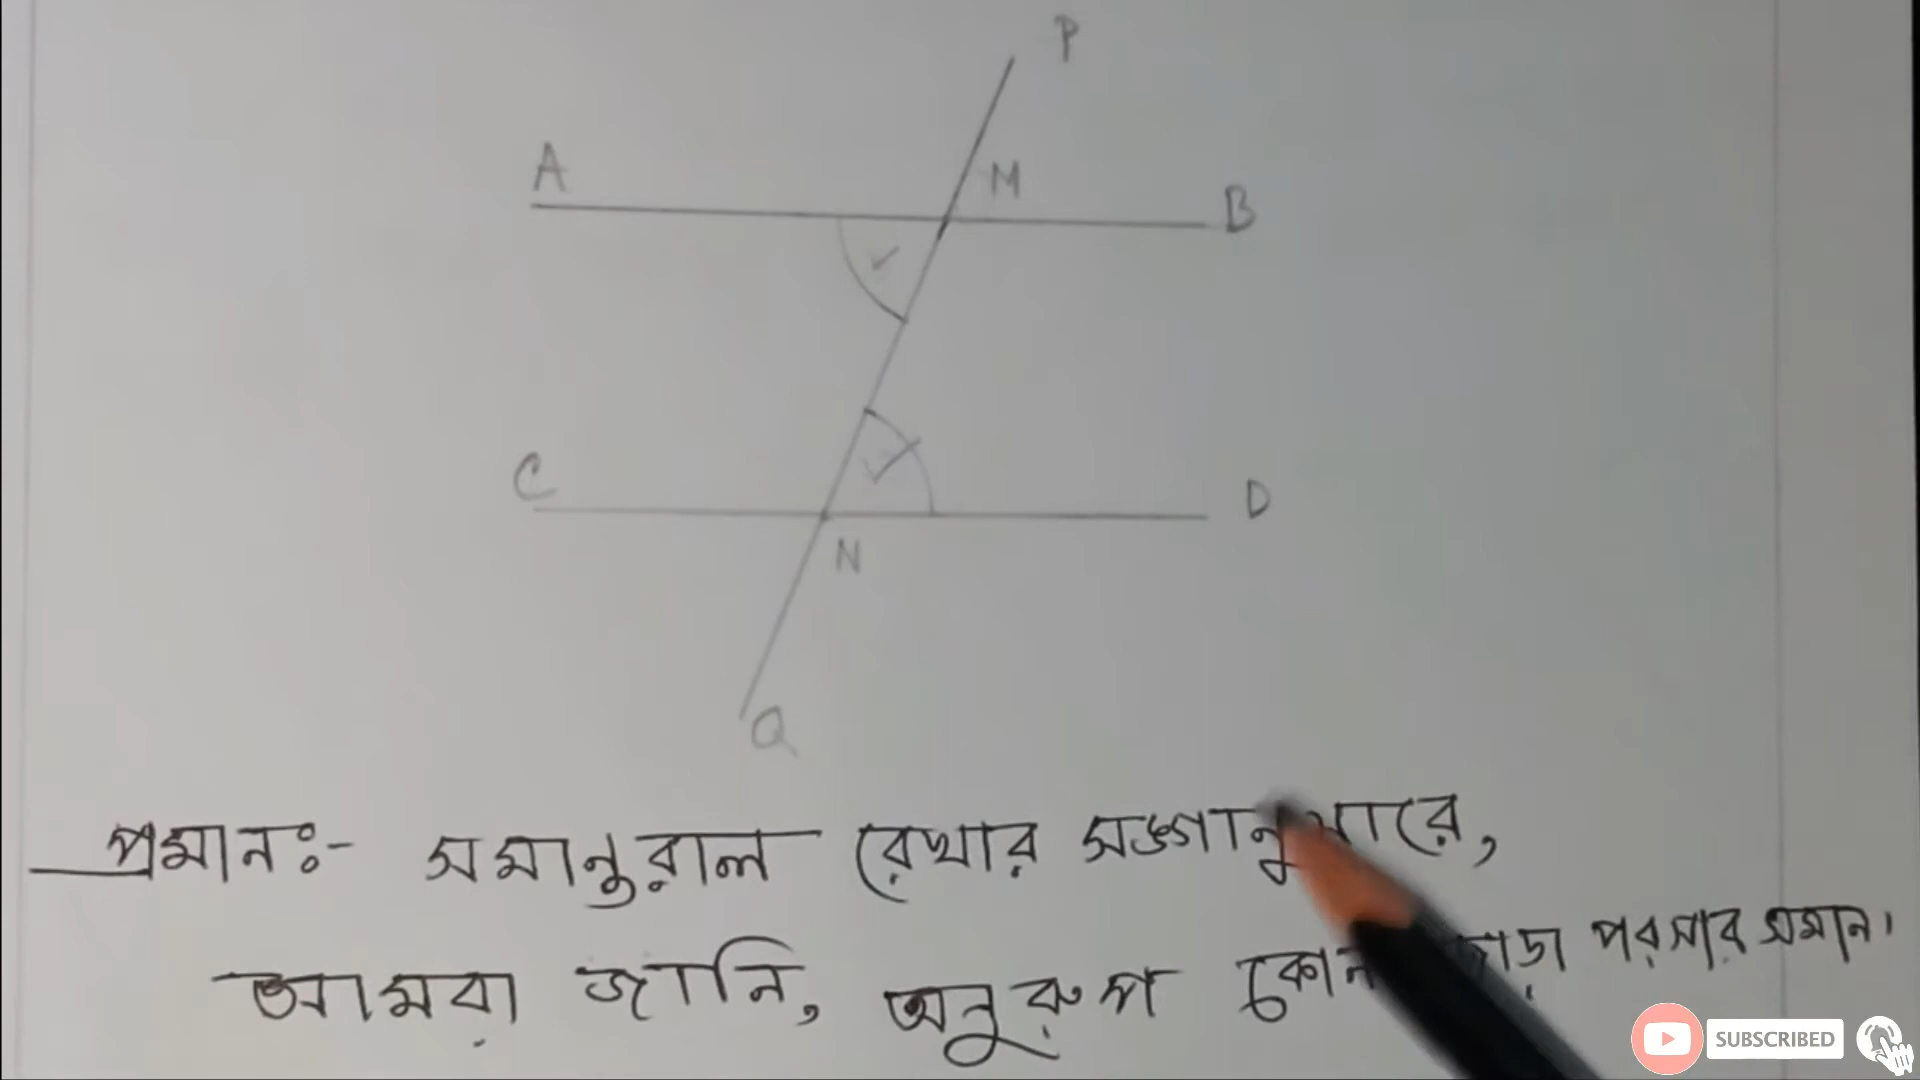 P
A M B
C D
N
Q
প্রমানঃ- সমান্তরাল রেখার
আমরা জানি, অনুরুপ পরস্পর সমান।
SUBSCRIBED